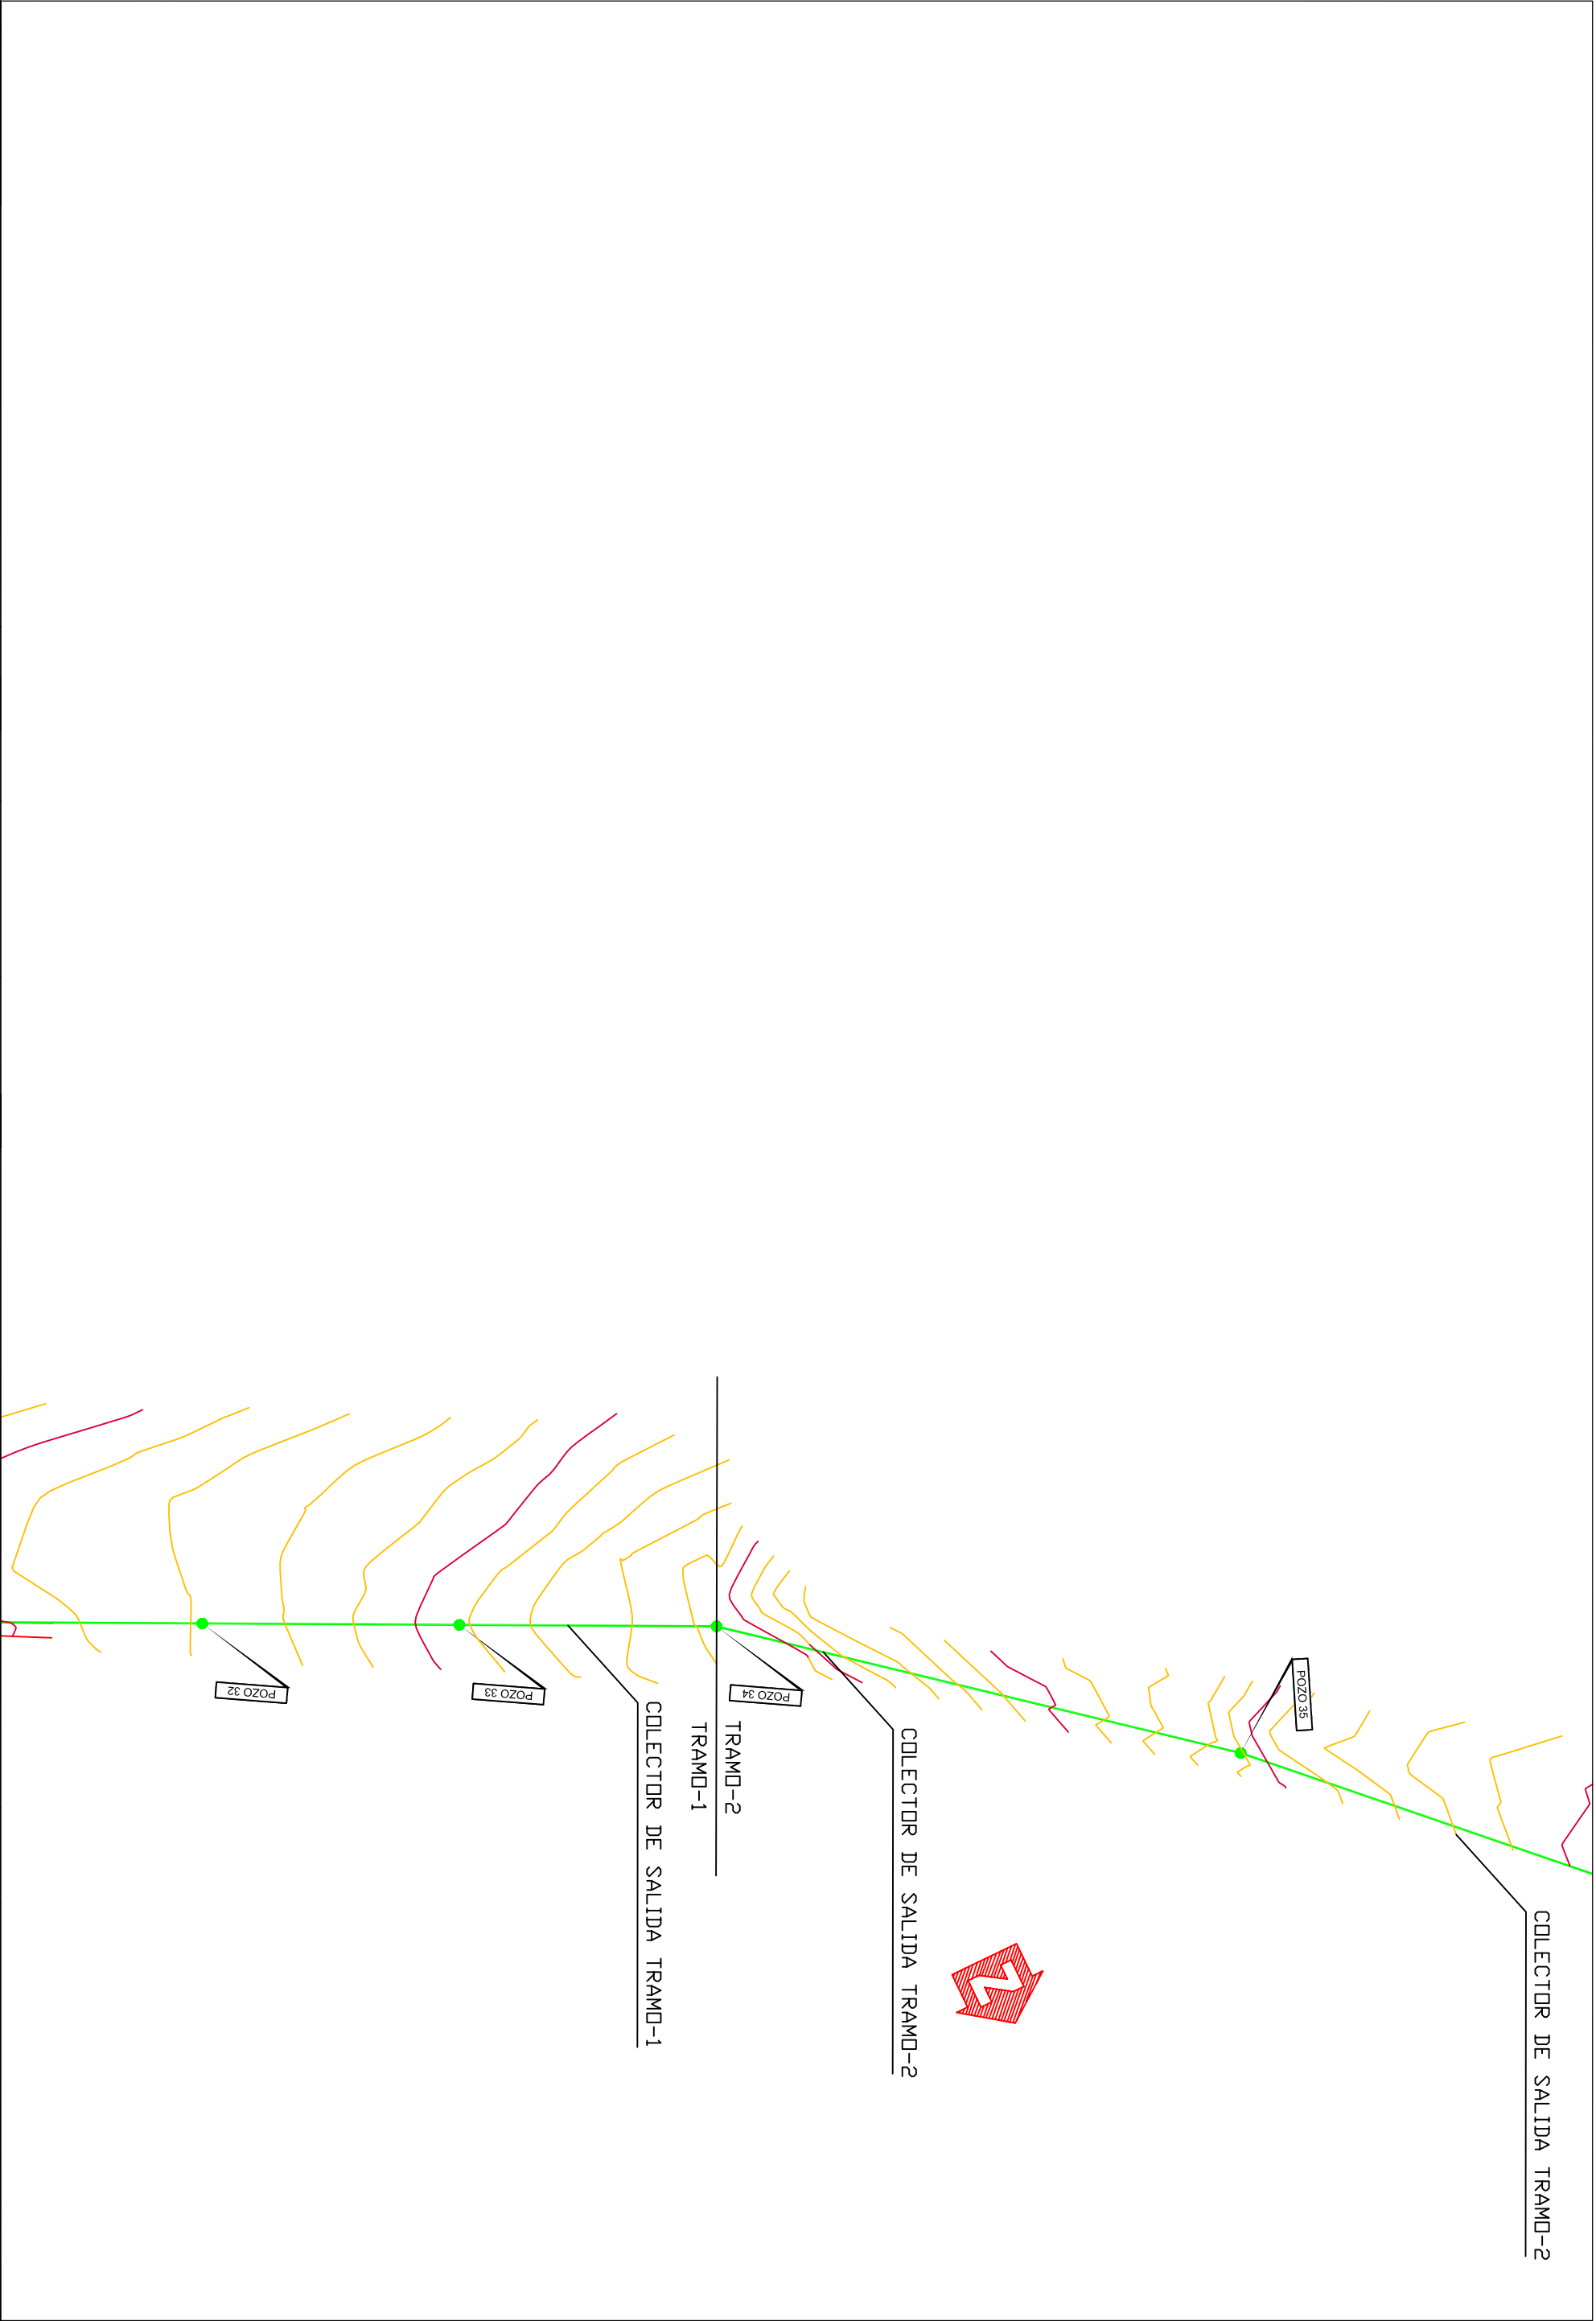 POZO 32
POZO 33
COLECTOR DE SALIDA TRAMO-1
TRAMO-1
TRAMO-2
POZO 34
COLECTOR DE SALIDA TRAMO-2
N
POZO 35
COLECTOR DE SALIDA TRAMO-2